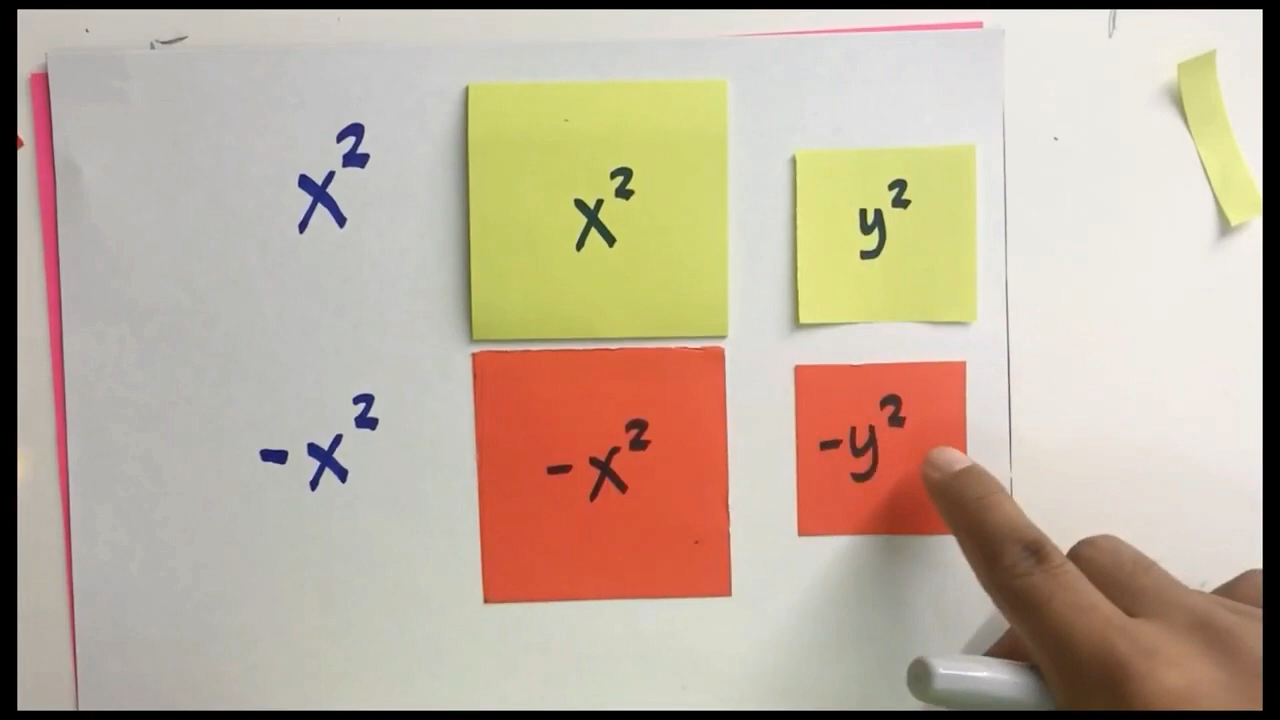 x² x² y²
-x² -x² -y²